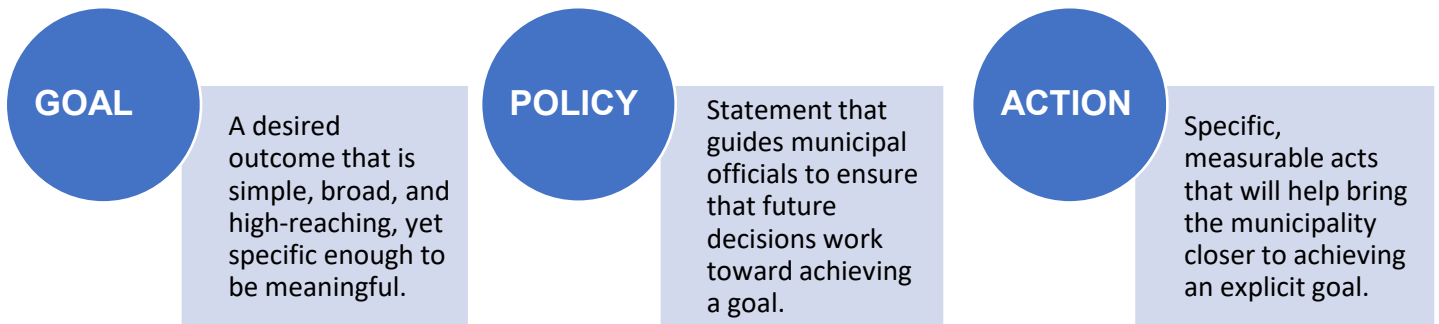 GOAL
A desired
outcome that is
simple, broad, and
high-reaching, yet
specific enough to
be meaningful.
POLICY
Statement that
guides municipal
officials to ensure
that future
decisions work
toward achieving
a goal.
ACTION
Specific,
measurable acts
that will help bring
the municipality
closer to achieving
an explicit goal.